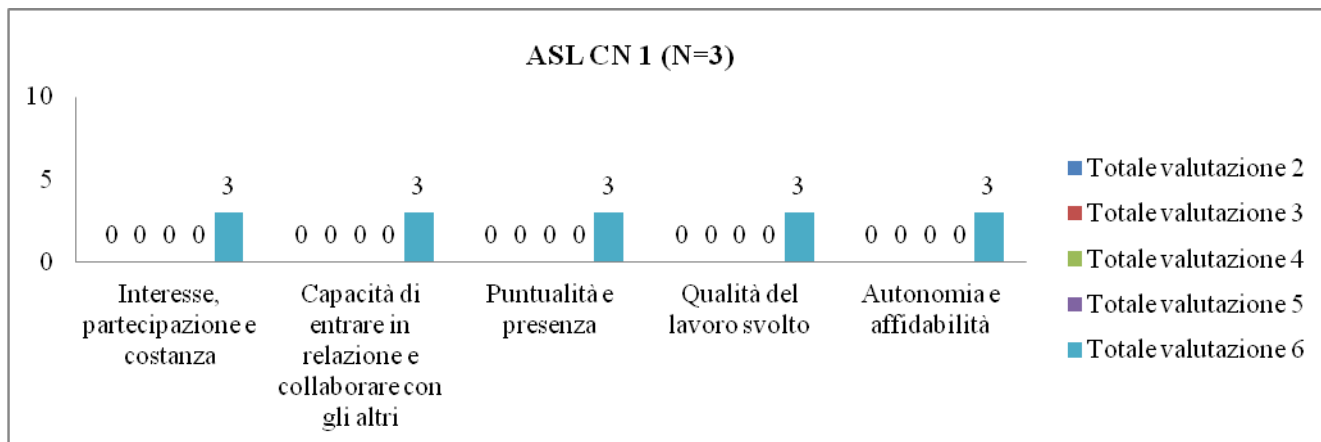 ASL CN 1 (N=3)
10
5
0
3 3 3 3 3
0 0 0 0 0 0 0 0 0 0 0 0 0 0 0 0 0 0 0 0
Interesse,
partecipazione e
costanza
Capacità di
entrare in
relazione e
collaborare con
gli altri
Puntualità e
presenza
Qualità del
lavoro svolto
Autonomia e
affidabilità
Totale valutazione 2
Totale valutazione 3
Totale valutazione 4
Totale valutazione 5
Totale valutazione 6